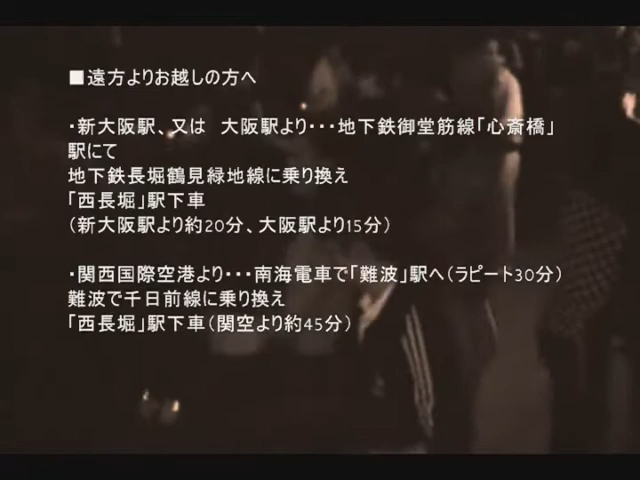 ■遠方よりお越しの方へ
・新大阪駅、又は　大阪駅より・・・地下鉄御堂筋線「心斎橋」
駅にて
地下鉄長堀鶴見緑地線に乗り換え
「西長堀」駅下車
（新大阪駅より約20分、大阪駅より15分）
・関西国際空港より・・・南海電車で「難波」駅へ（ラピート30分）
難波で千日前線に乗り換え
「西長堀」駅下車（関空より約45分）